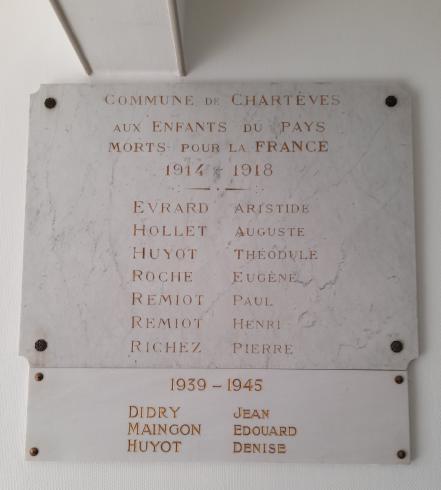 COMMUNE DE CHARTÈVES
AUX ENFANTS DU PAYS
MORTS POUR LA FRANCE
1914 - 1918
EVRARD ARISTIDE
HOLLET AUGUSTE
HUYOT THÉODULE
ROCHE EUGÈNE
REMIOT PAUL
REMIOT HENRI
RICHEZ PIERRE
1939 - 1945
DIDRY JEAN
MAINGON EDOUARD
HUYOT DENISE